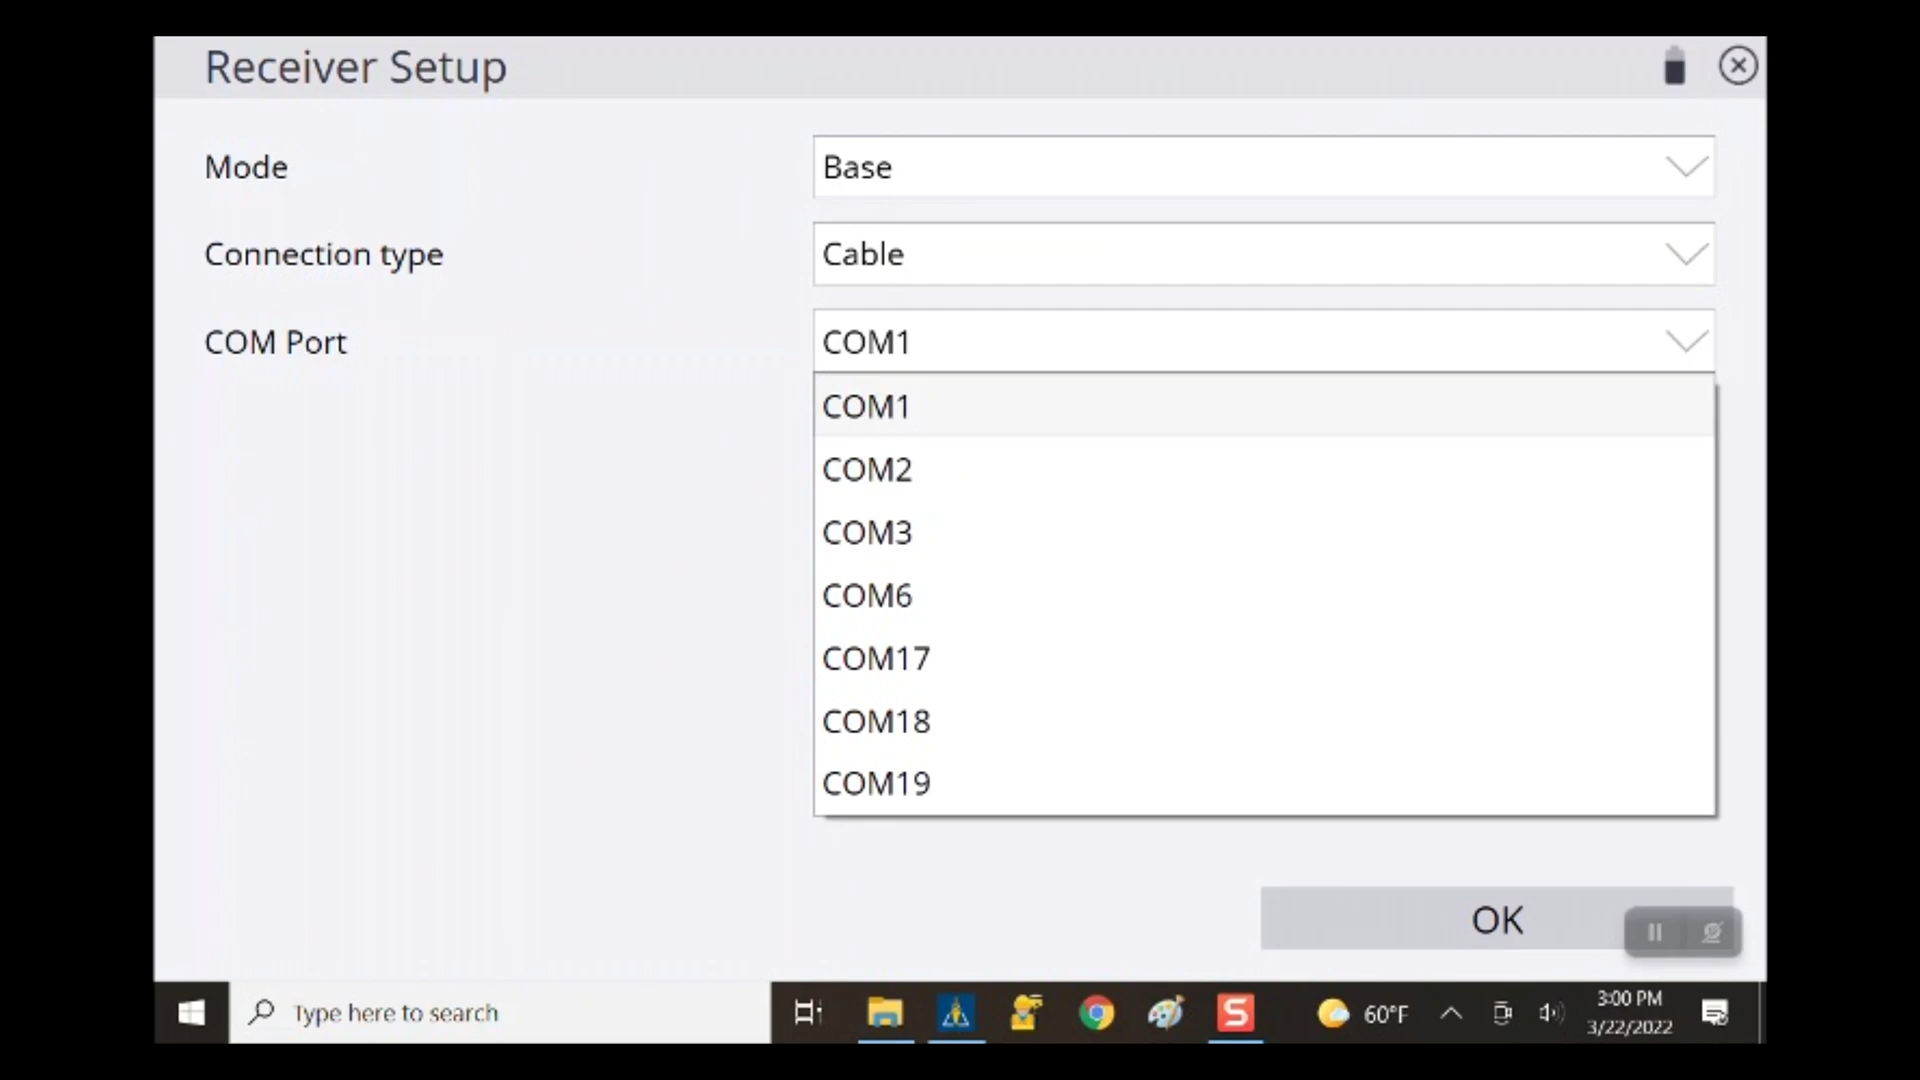 Receiver Setup
Mode
Base
Connection type
Cable
COM Port
COM1
COM1
COM2
COM3
COM6
COM17
COM18
COM19
OK
Type here to search
S
60°F
3:00 PM
3/22/2022